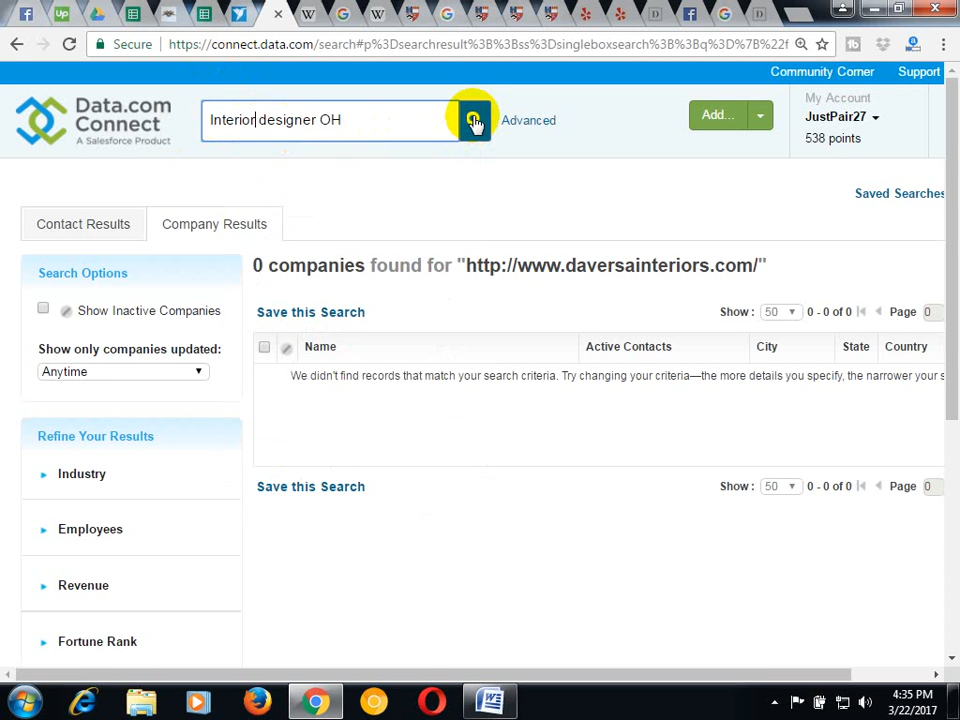 Secure https://connect.data.com/search#p%3Dsearchresult%3B%3Bss%3Dsingleboxsearch%3B%3Bq%3D%7B%22f
Community Corner Support
Data.com
Connect
A Salesforce Product
Interior designer OH
Advanced
Add...
My Account
JustPair27
538 points
Saved Searches
Contact Results Company Results
Search Options
Show Inactive Companies
Show only companies updated:
Anytime
0 companies found for "http://www.daversainteriors.com/"
Save this Search Show : 50 0 - 0 of 0 Page 0
Name Active Contacts City State Country
We didn't find records that match your search criteria. Try changing your criteria—the more details you specify, the narrower your s
Save this Search Show : 50 0 - 0 of 0 Page 0
Refine Your Results
Industry
Employees
Revenue
Fortune Rank
4:35 PM
3/22/2017